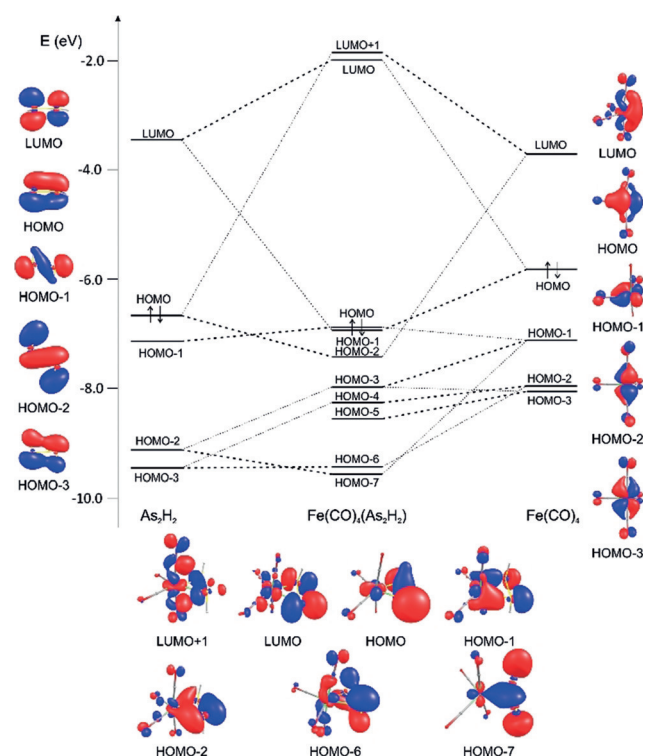 E (eV)
-2.0
-4.0
-6.0
-8.0
-10.0
LUMO
HOMO
HOMO-1
HOMO-2
HOMO-3
LUMO
HOMO
HOMO-1
HOMO-2
HOMO-3
As₂H₂
LUMO+1
LUMO
HOMO
HOMO-1
HOMO-2
HOMO-3
HOMO-4
HOMO-5
HOMO-6
HOMO-7
Fe(CO)₄(As₂H₂)
LUMO
HOMO
HOMO-1
HOMO-2
HOMO-3
Fe(CO)₄
LUMO
HOMO
HOMO-1
HOMO-2
HOMO-3
LUMO+1
LUMO
HOMO
HOMO-1
HOMO-2
HOMO-6
HOMO-7